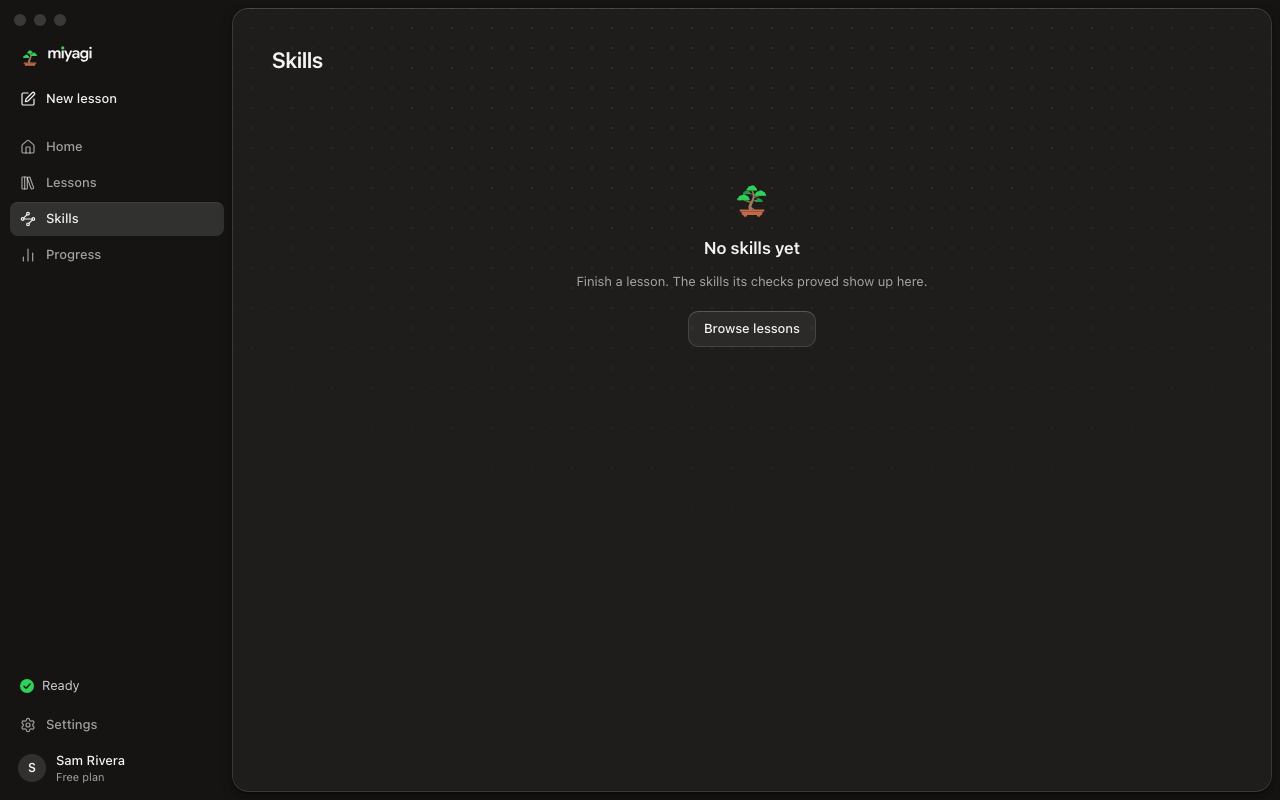 miyagi
New lesson
Home
Lessons
Skills
Progress
Ready
Settings
S
Sam Rivera
Free plan
Skills
No skills yet
Finish a lesson. The skills its checks proved show up here.
Browse lessons